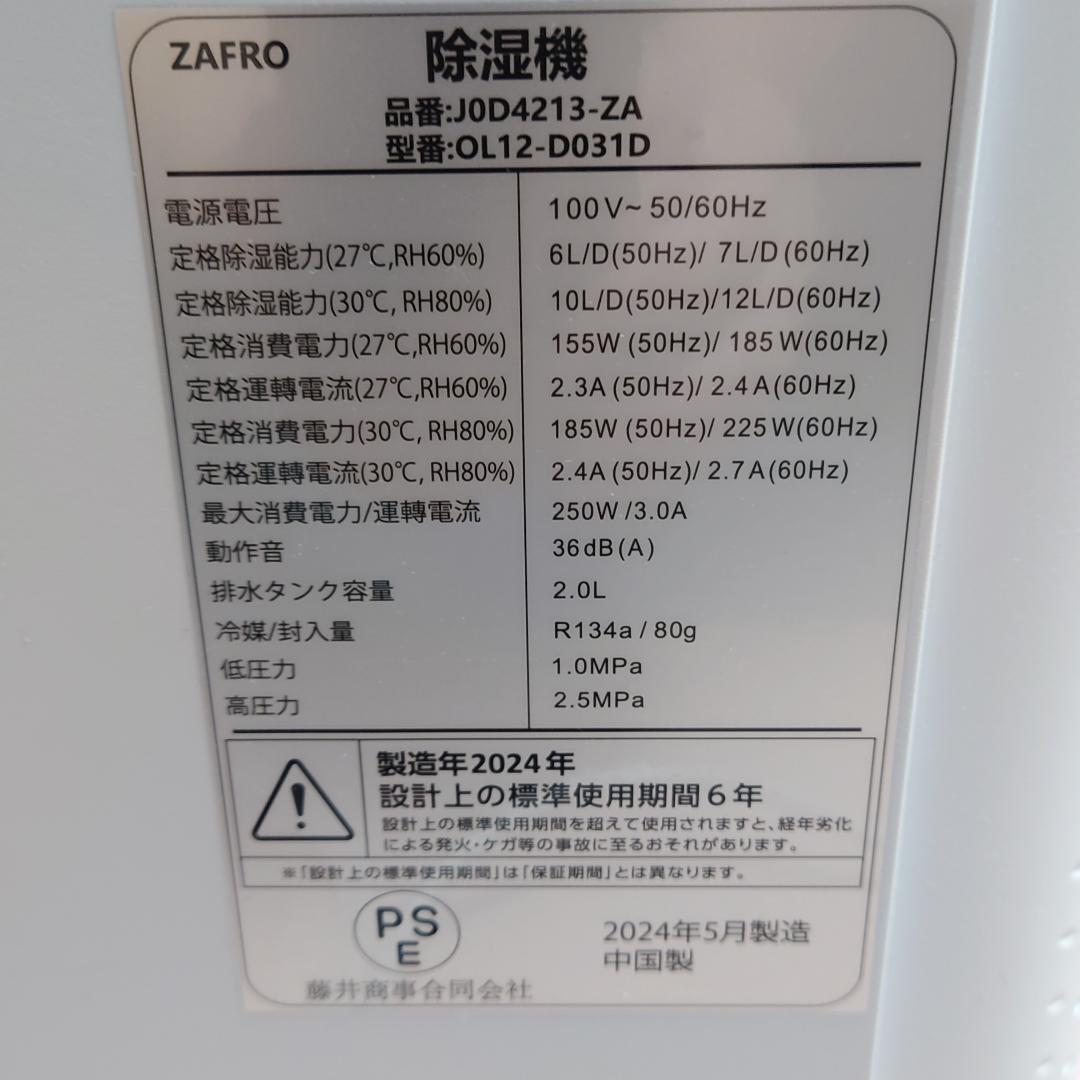 ZAFRO 除湿機
品番:J0D4213-ZA
型番:OL12-D031D
電源電圧 100V~ 50/60Hz
定格除湿能力(27℃,RH60%) 6L/D(50Hz)/ 7L/D(60Hz)
定格除湿能力(30℃, RH80%) 10L/D(50Hz)/12L/D(60Hz)
定格消費電力(27℃,RH60%) 155W (50Hz)/ 185W(60Hz)
定格運轉電流(27℃,RH60%) 2.3A (50Hz)/ 2.4A(60Hz)
定格消費電力(30℃, RH80%) 185W (50Hz)/ 225W(60Hz)
定格運轉電流(30℃, RH80%) 2.4A (50Hz)/ 2.7A(60Hz)
最大消費電力/運轉電流 250W /3.0A
動作音 36dB(A)
排水タンク容量 2.0L
冷媒/封入量 R134a / 80g
低圧力 1.0MPa
高圧力 2.5MPa
製造年2024年
設計上の標準使用期間6年
設計上の標準使用期間を超えて使用されますと、経年劣化
による発火・ケガ等の事故に至るおそれがあります。
※「設計上の標準使用期間」は「保証期間」とは異なります。
PS
E
2024年5月製造
中国製
藤井商事合同会社